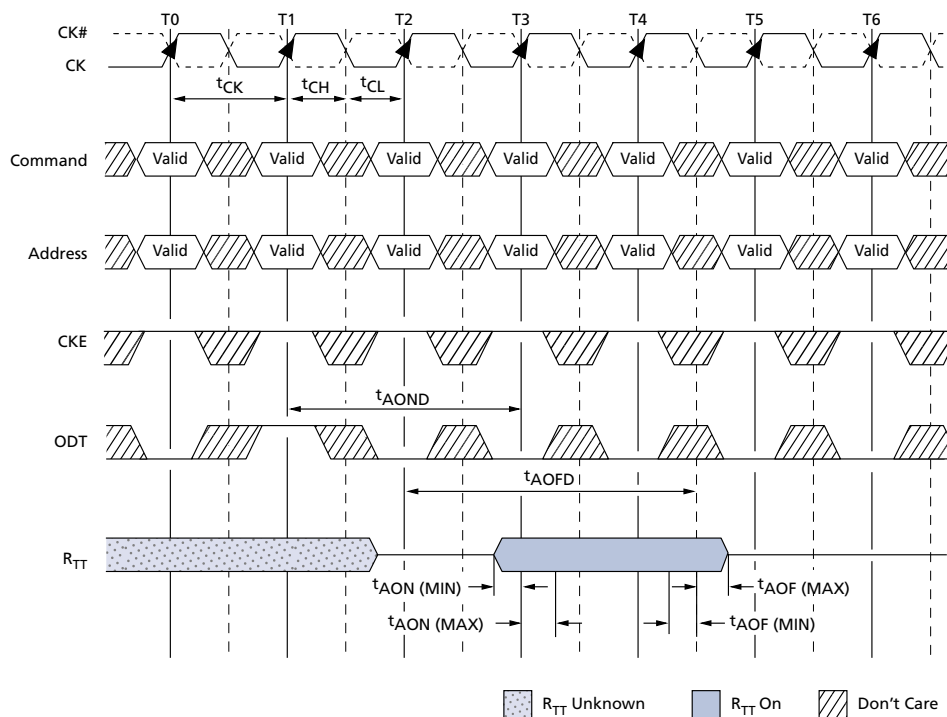 T0 T1 T2 T3 T4 T5 T6
CK#
CK
tCK tCH tCL
Command Valid Valid Valid Valid Valid Valid Valid
Address Valid Valid Valid Valid Valid Valid Valid
CKE
tAOND
ODT
tAOFD
RTT
tAON (MIN) tAOF (MAX)
tAON (MAX) tAOF (MIN)
RTT Unknown RTT On Don't Care